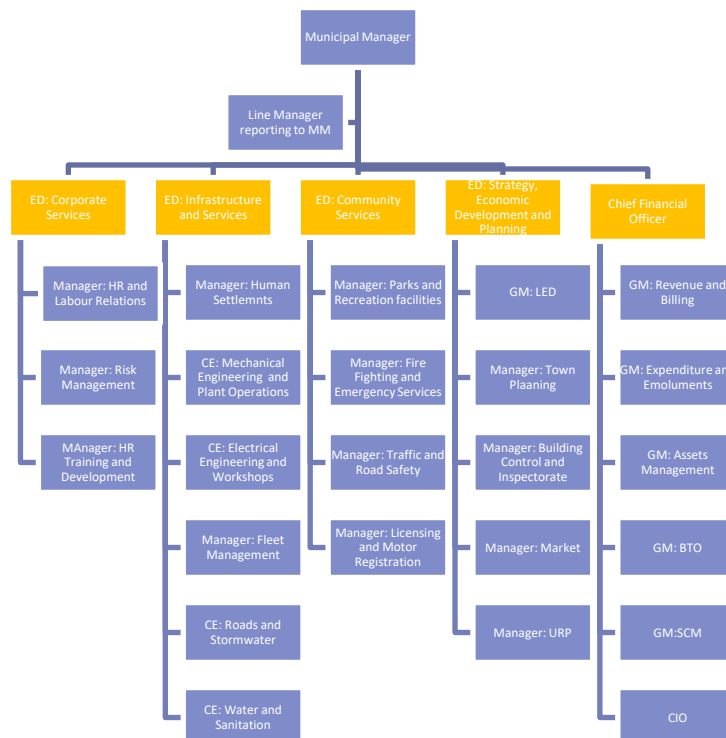 Municipal Manager
Line Manager
reporting to MM
ED: Corporate
Services
ED: Infrastructure
and Services
ED: Community
Services
ED: Strategy,
Economic
Development and
Planning
Chief Financial
Officer
Manager: HR and
Labour Relations
Manager: Risk
Management
MAnager: HR
Training and
Development
Manager: Human
Settlemnts
CE: Mechanical
Engineering and
Plant Operations
CE: Electrical
Engineering and
Workshops
Manager: Fleet
Management
CE: Roads and
Stormwater
CE: Water and
Sanitation
Manager: Parks and
Recreation facilities
Manager: Fire
Fighting and
Emergency Services
Manager: Traffic and
Road Safety
Manager: Licensing
and Motor
Registration
GM: LED
Manager: Town
Plaaning
Manager: Building
Control and
Inspectorate
Manager: Market
Manager: URP
GM: Revenue and
Billing
GM: Expenditure an
Emoluments
GM: Assets
Management
GM: BTO
GM:SCM
CIO